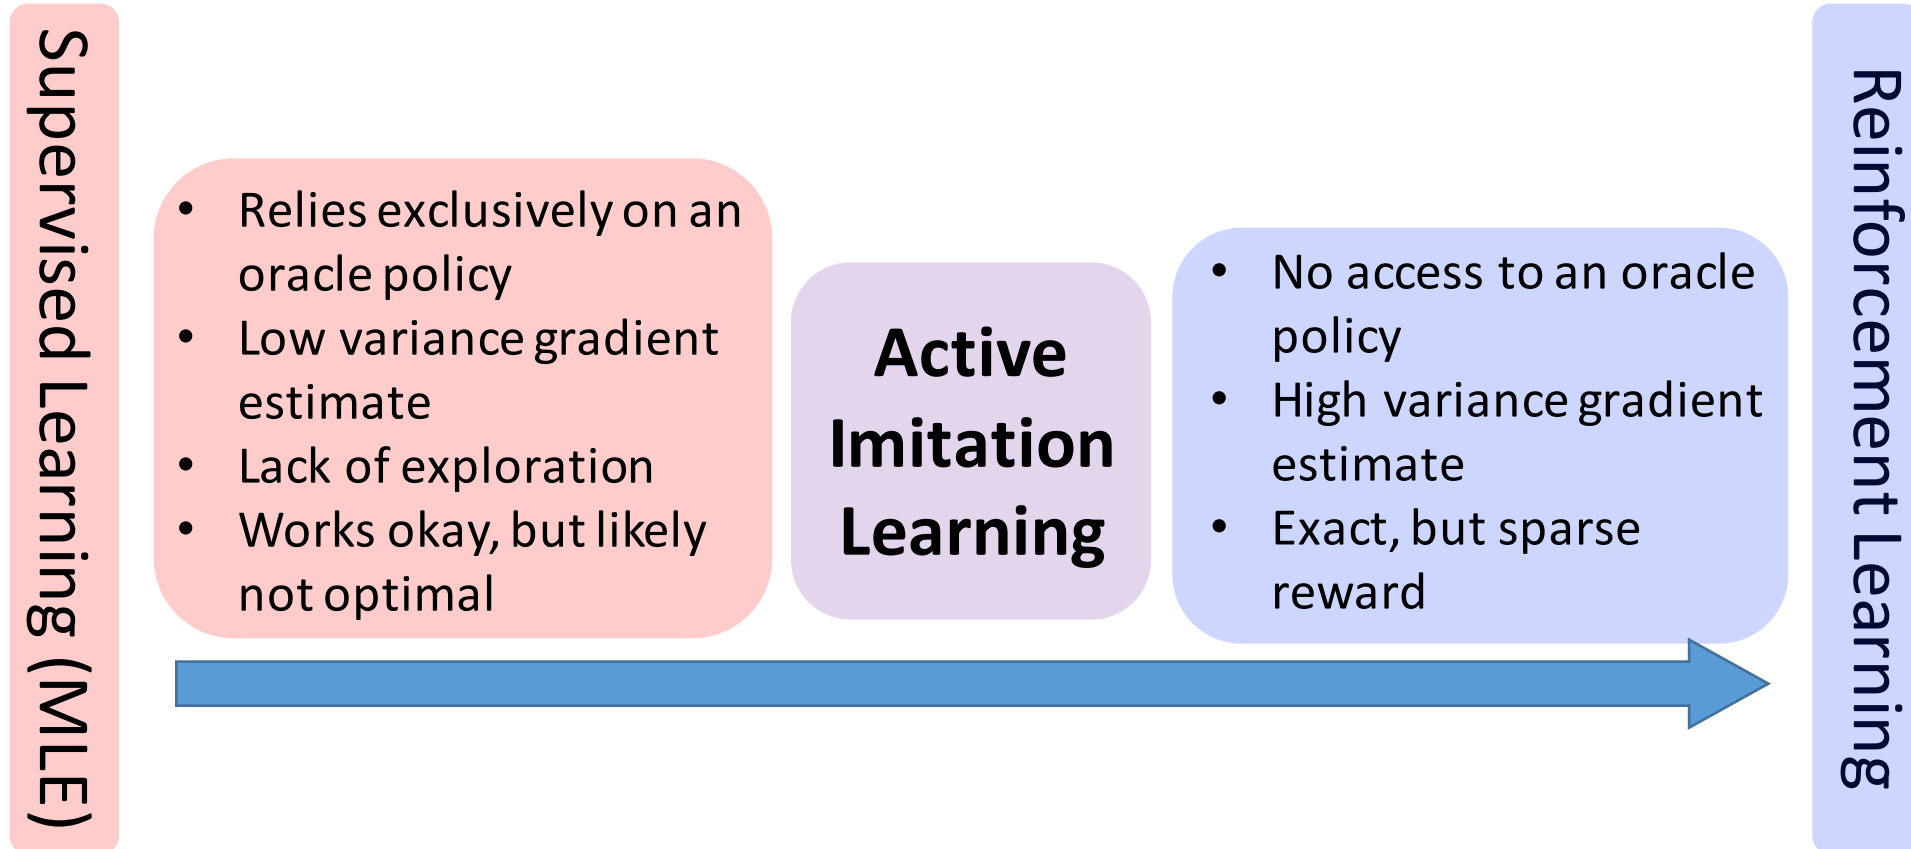 Supervised Learning (MLE)
• Relies exclusively on an
oracle policy
• Low variance gradient
estimate
• Lack of exploration
• Works okay, but likely
not optimal
Active
Imitation
Learning
• No access to an oracle
policy
• High variance gradient
estimate
• Exact, but sparse
reward
Reinforcement Learning